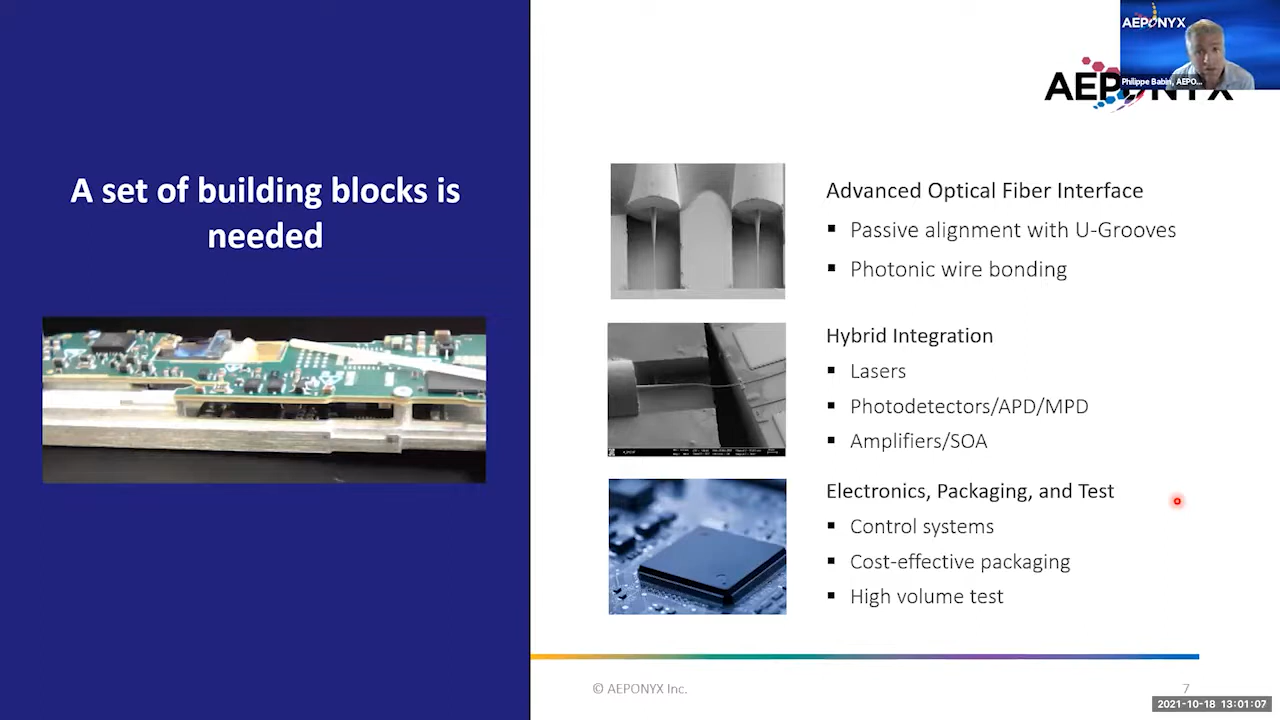 AEPONYX
Philippe Babin, AEPO...
AEPONYX
A set of building blocks is
needed
Advanced Optical Fiber Interface
▪ Passive alignment with U-Grooves
▪ Photonic wire bonding
Hybrid Integration
▪ Lasers
▪ Photodetectors/APD/MPD
▪ Amplifiers/SOA
Electronics, Packaging, and Test
▪ Control systems
▪ Cost-effective packaging
▪ High volume test
© AEPONYX Inc.
7
2021-10-18 13:01:07